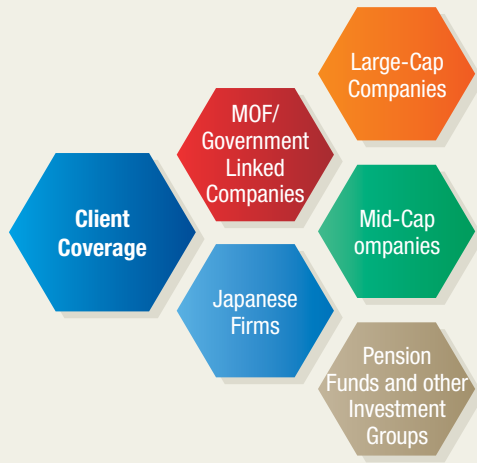 Client
Coverage
MOF/
Government
Linked
Companies
Japanese
Firms
Large-Cap
Companies
Mid-Cap
ompanies
Pension
Funds and other
Investment
Groups